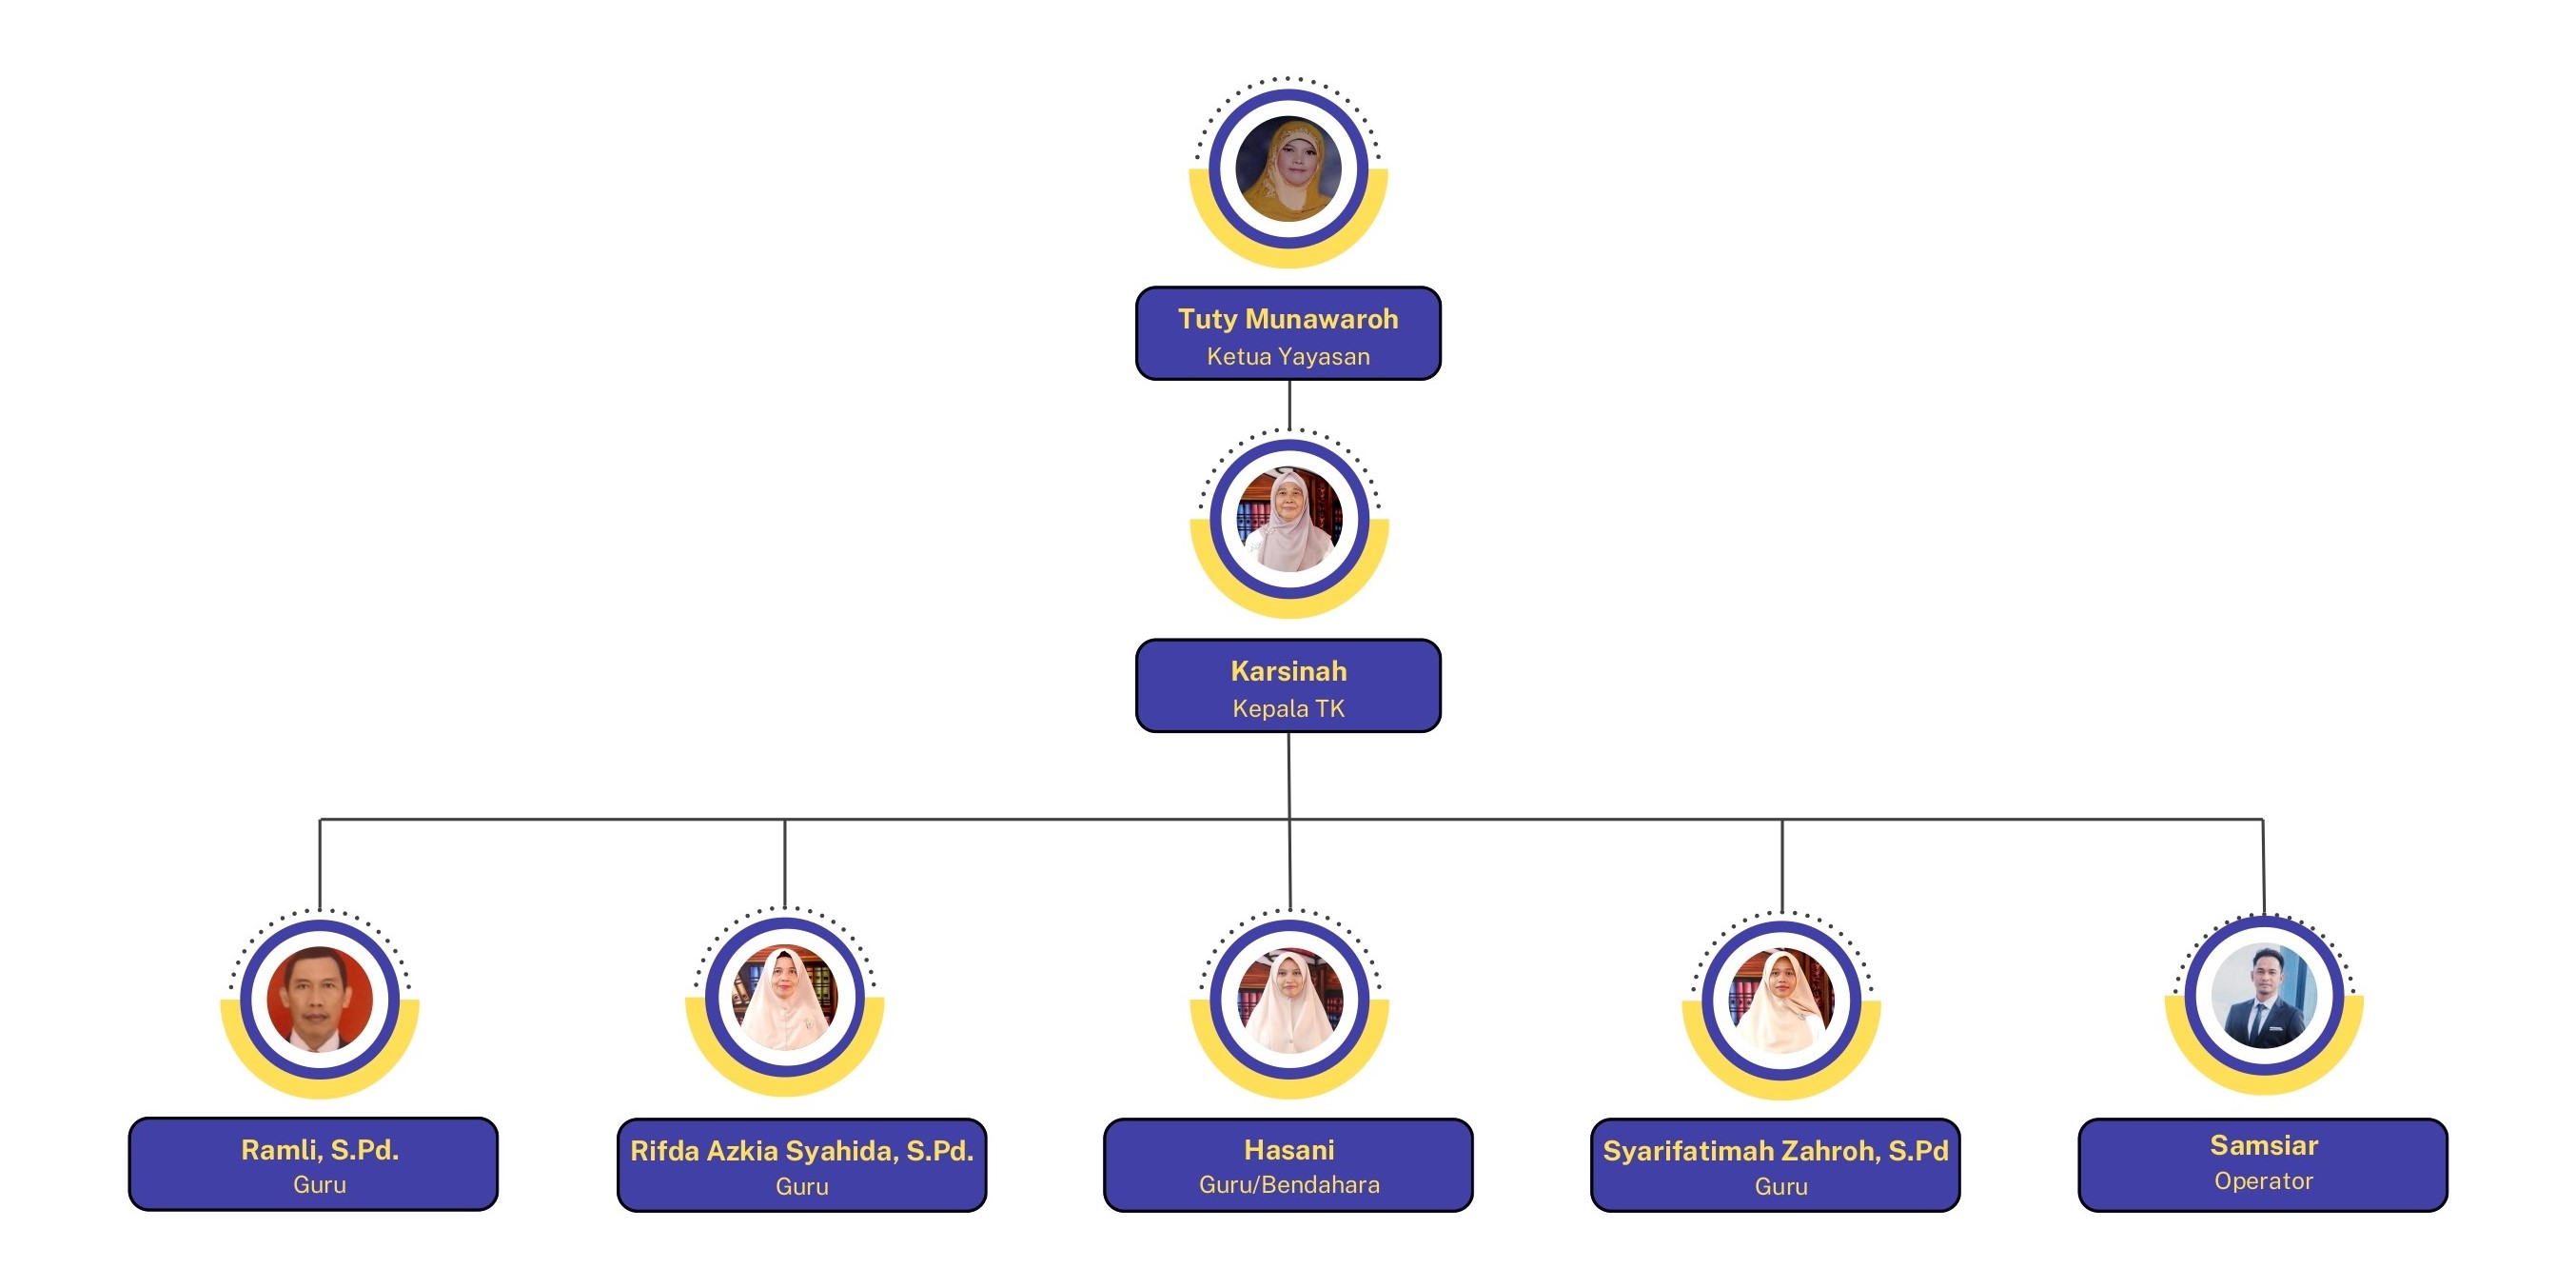 Tuty Munawaroh
Ketua Yayasan
Karsinah
Kepala TK
Ramli, S.Pd.
Guru
Rifda Azkia Syahida, S.Pd.
Guru
Hasani
Guru/Bendahara
Syarifatimah Zahroh, S.Pd
Guru
Samsiar
Operator